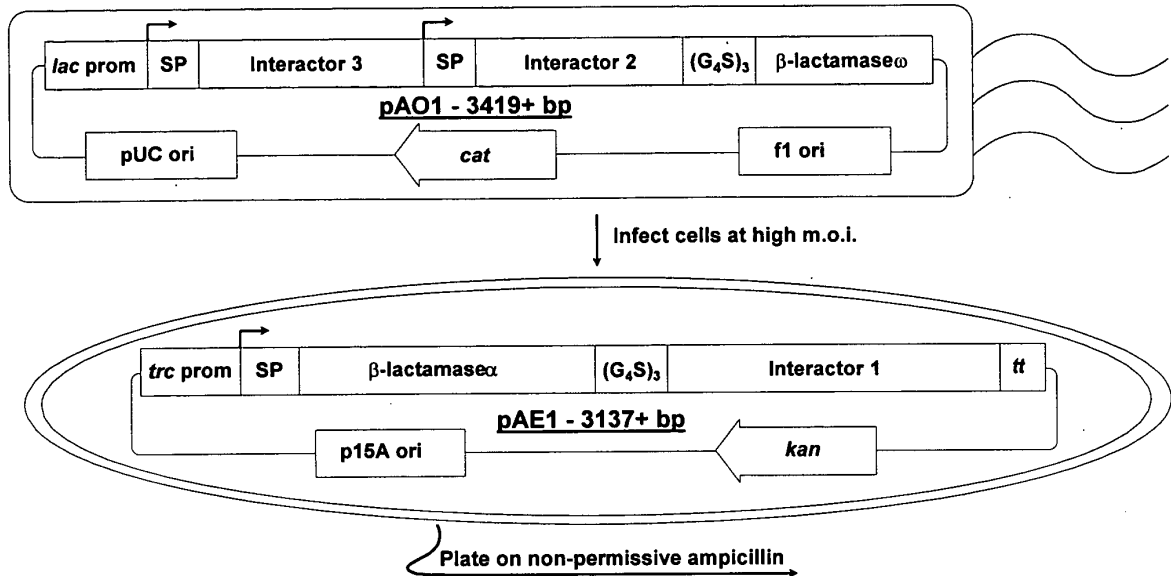 lac prom SP Interactor 3 SP Interactor 2 (G₄S)₃ β-lactamaseω
pAO1 - 3419+ bp
pUC ori cat f1 ori
Infect cells at high m.o.i.
trc prom SP β-lactamaseα (G₄S)₃ Interactor 1 tt
pAE1 - 3137+ bp
p15A ori kan
Plate on non-permissive ampicillin